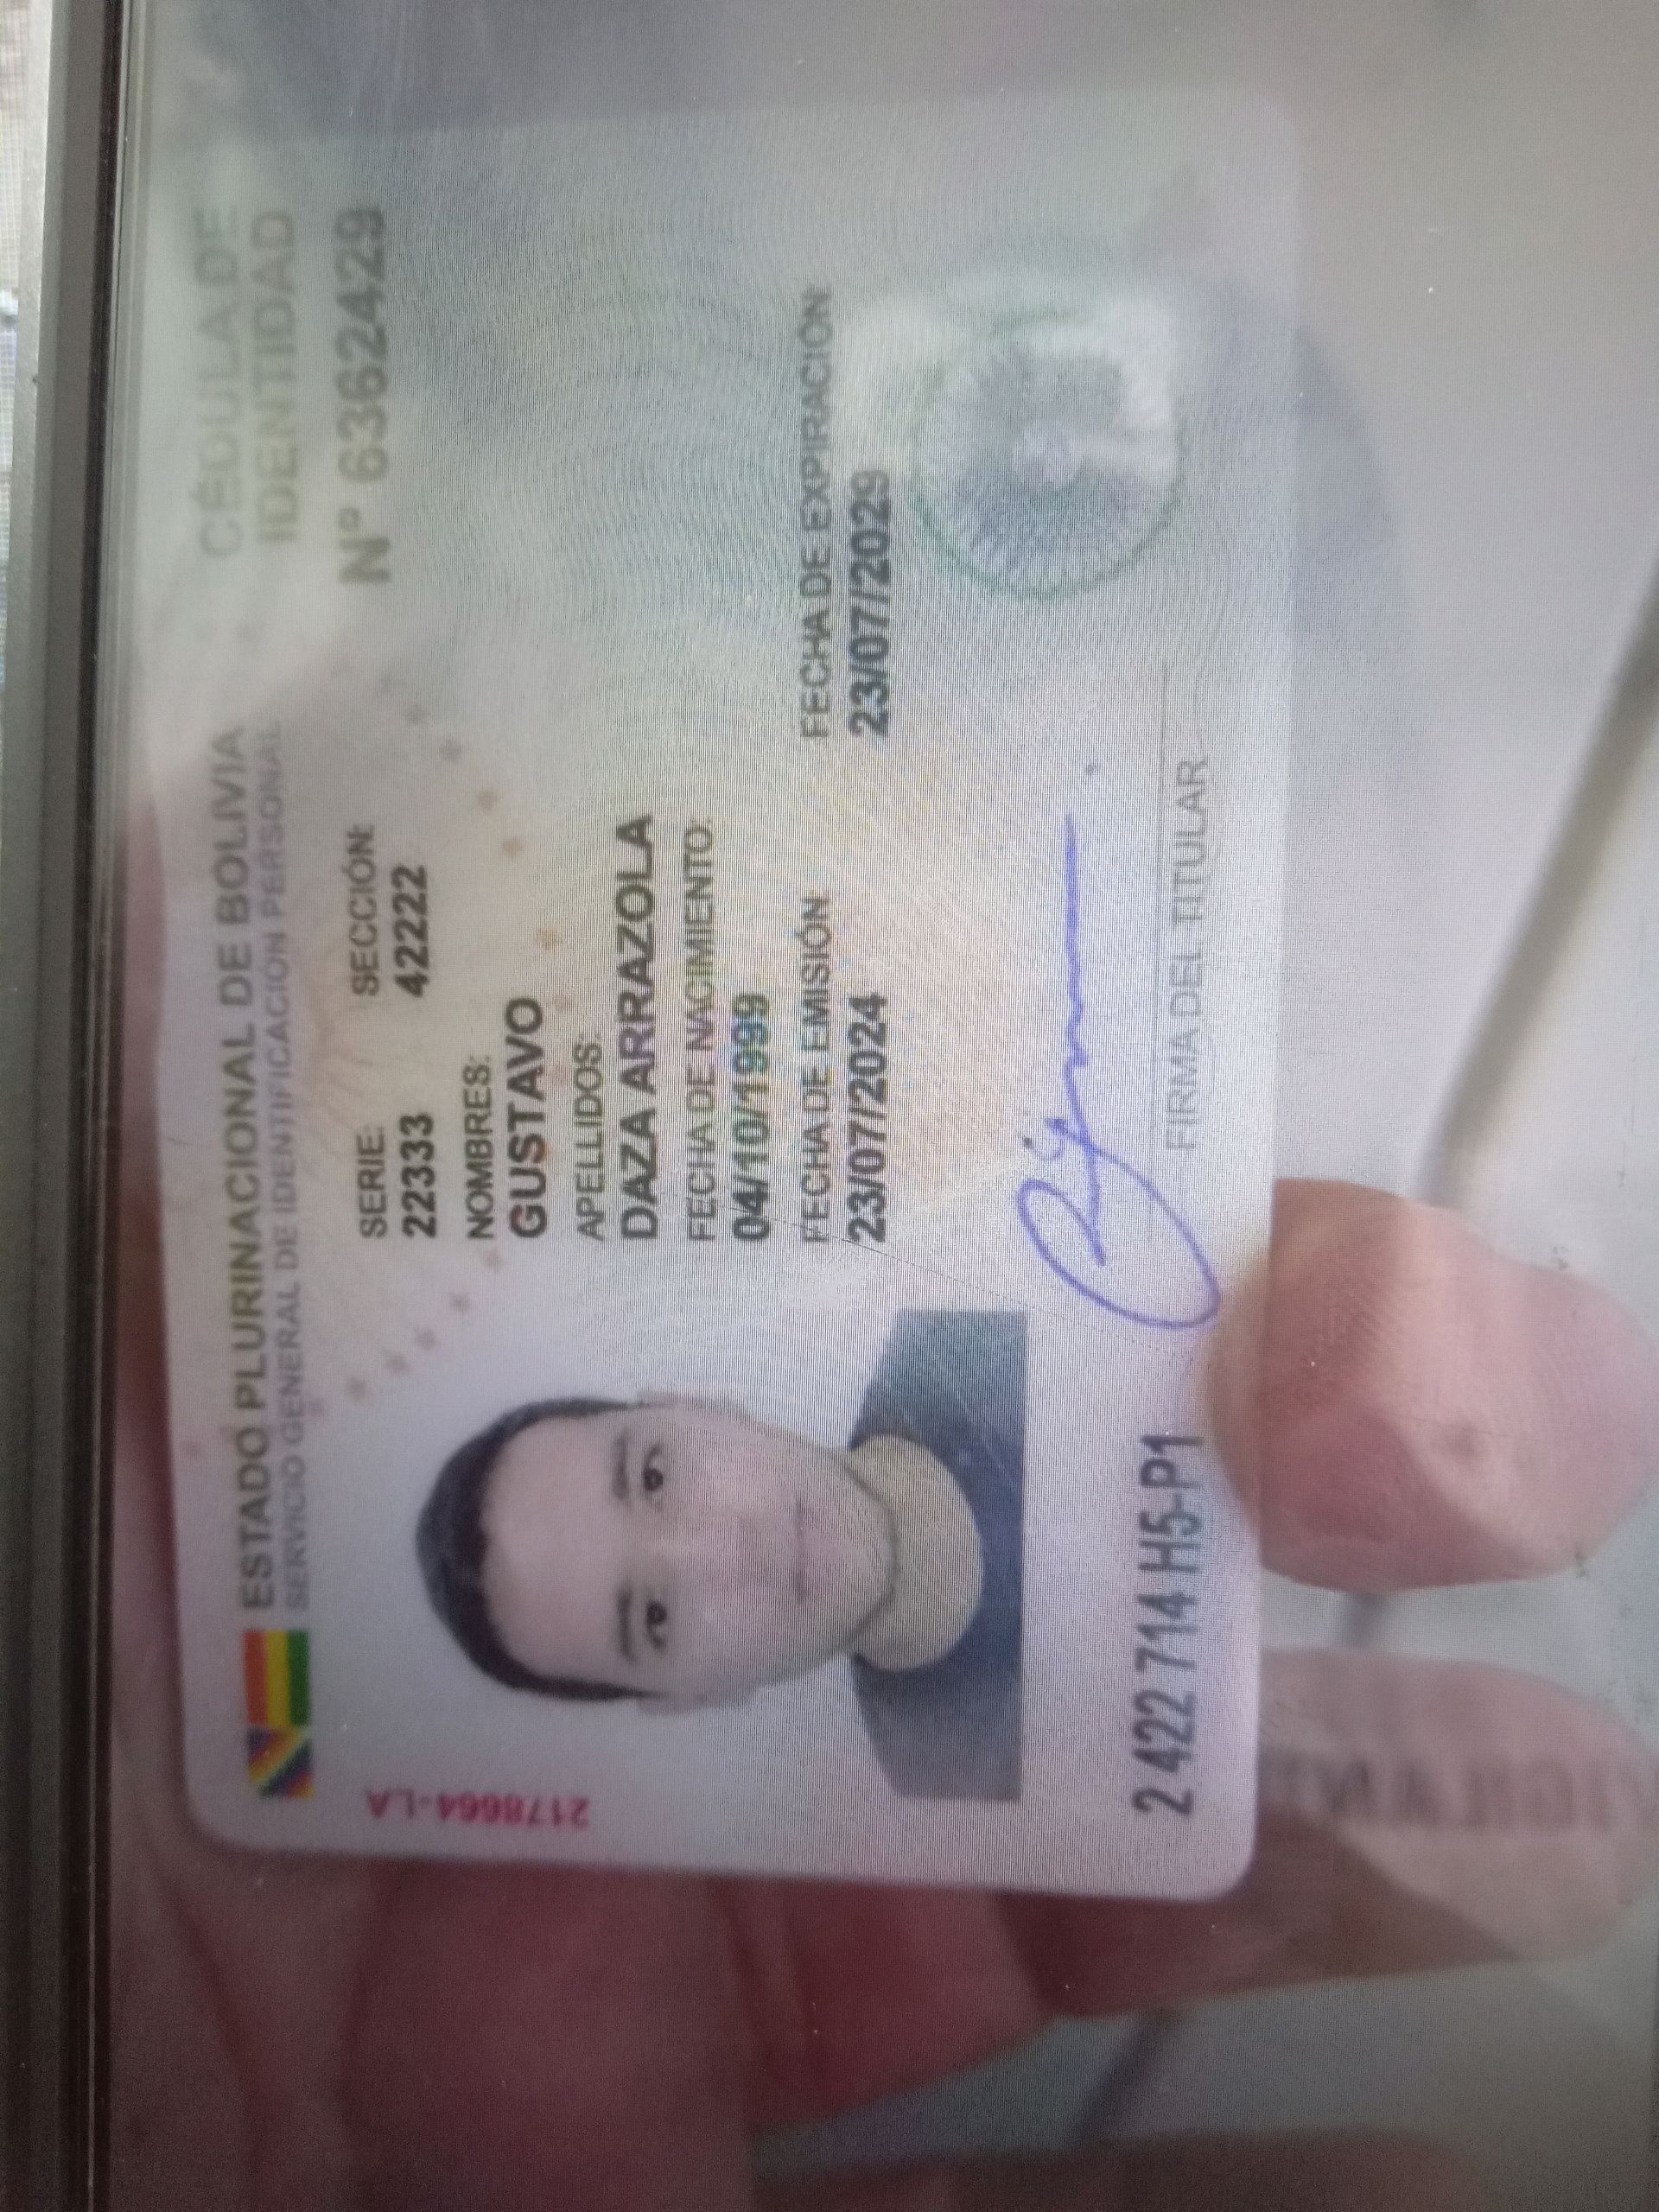 ESTADO PLURINACIONAL DE BOLIVIA
SERVICIO GENERAL DE IDENTIFICACIÓN PERSONAL
CÉDULA DE
IDENTIDAD
Nº 6362429
SERIE: SECCIÓN:
22333 42222
NOMBRES:
GUSTAVO
APELLIDOS:
DAZA ARRAZOLA
FECHA DE NACIMIENTO:
04/10/1999
FECHA DE EMISIÓN: FECHA DE EXPIRACIÓN:
23/07/2024 23/07/2029
2178664-LA
2 422 714 H5-P1
FIRMA DEL TITULAR